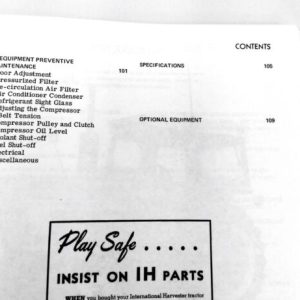 CONTENTS
EQUIPMENT PREVENTIVE
INTENANCE 101
oor Adjustment
ressurized Filter
e-circulation Air Filter
ir Conditioner Condenser
efrigerant Sight Glass
djusting the Compressor
Belt Tension
ompressor Pulley and Clutch
ompressor Oil Level
olant Shut-off
el Shut-off
ectrical
scellaneous
SPECIFICATIONS 105
OPTIONAL EQUIPMENT 109
Play Safe . . . . .
INSIST ON IH PARTS
WHEN you bought your International Harvester tractor